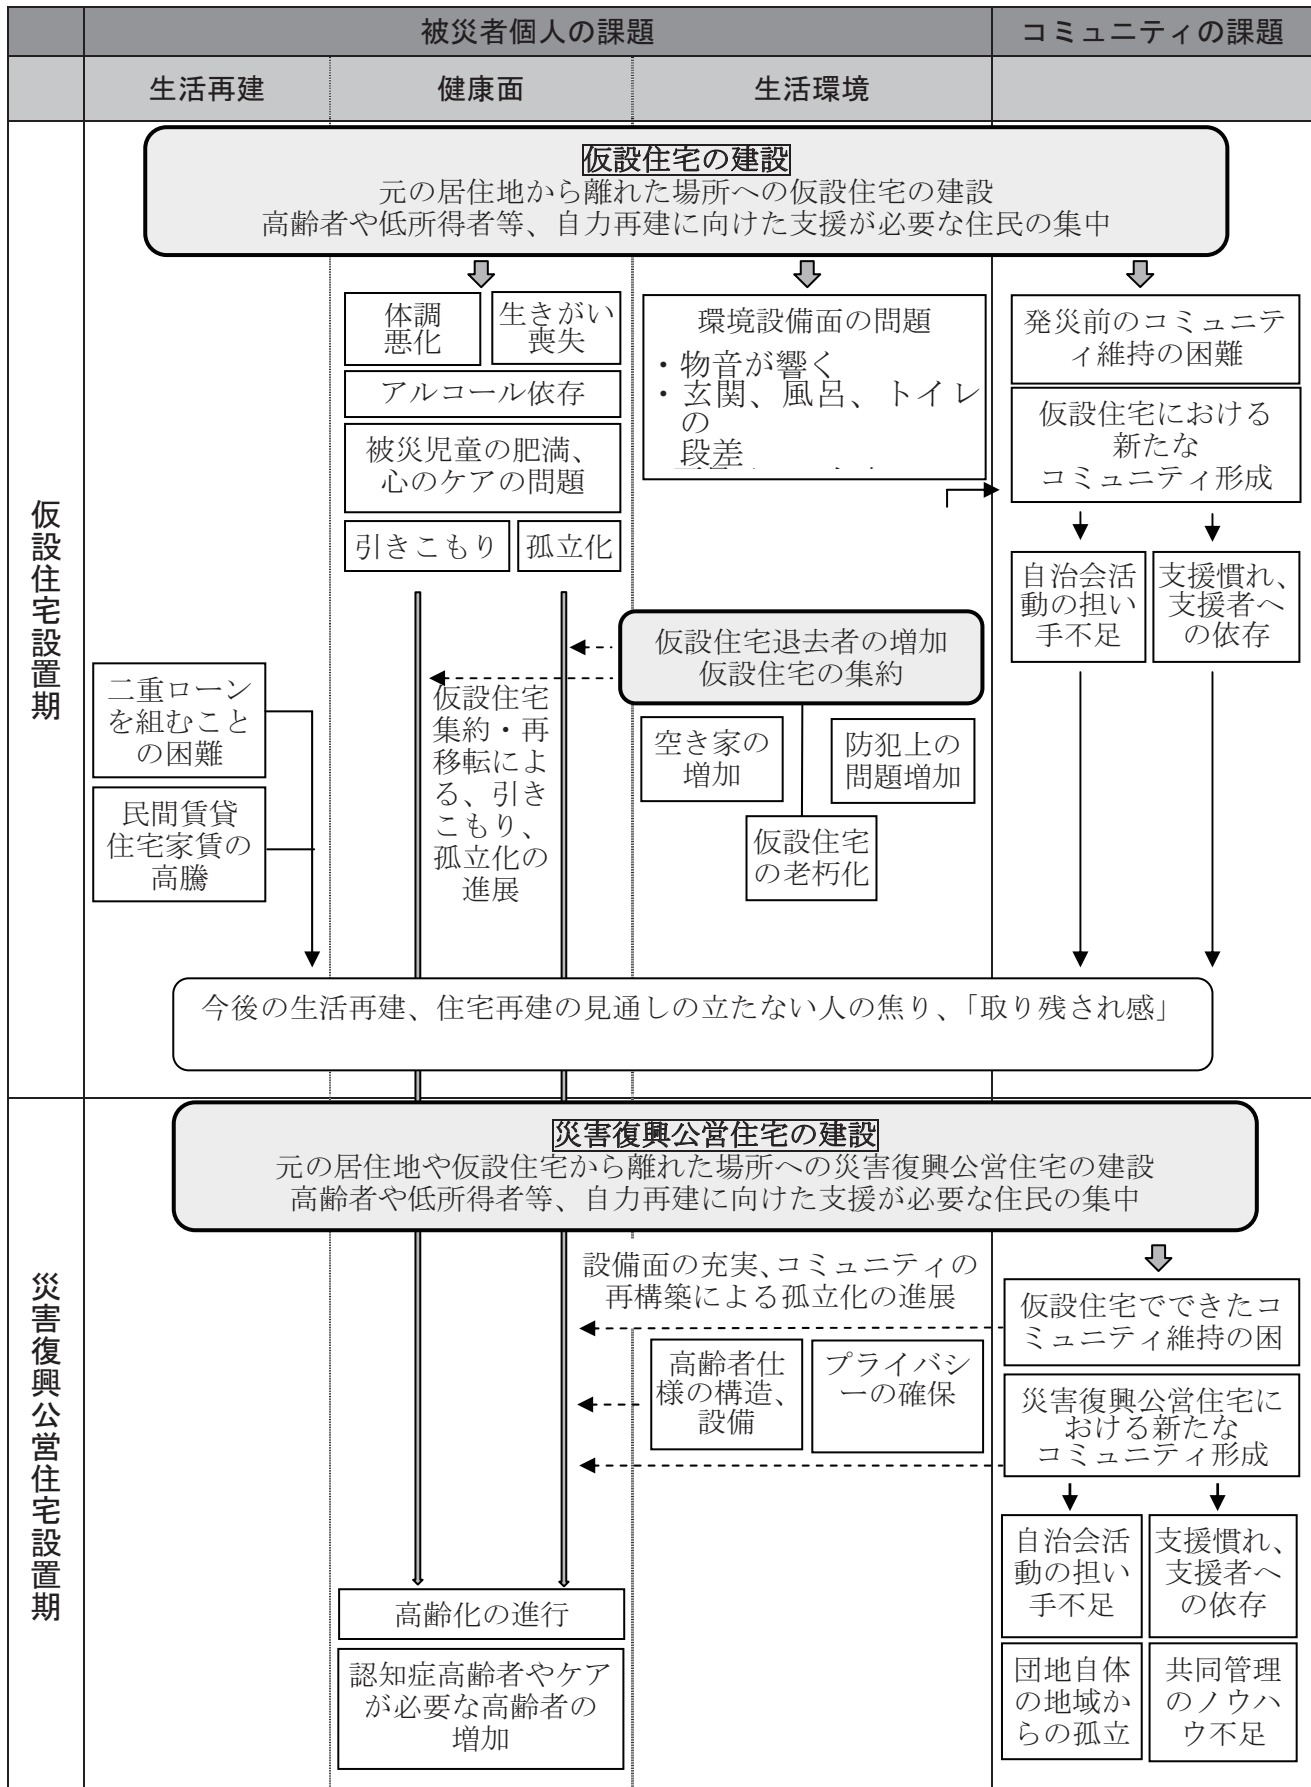 被災者個人の課題
コミュニティの課題
生活再建
健康面
生活環境
仮設住宅設置期
仮設住宅の建設
元の居住地から離れた場所への仮設住宅の建設
高齢者や低所得者等、自力再建に向けた支援が必要な住民の集中
体調
悪化
生きがい
喪失
アルコール依存
被災児童の肥満、
心のケアの問題
引きこもり
孤立化
環境設備面の問題
・物音が響く
・玄関、風呂、トイレ
の
段差
発災前のコミュニテ
ィ維持の困難
仮設住宅における
新たな
コミュニティ形成
自治会活
動の担い
手不足
支援慣れ、
支援者へ
の依存
仮設住宅退去者の増加
仮設住宅の集約
二重ローン
を組むこと
の困難
民間賃貸
住宅家賃の
高騰
仮設住宅
集約・再
移転によ
る、引き
こもり、
孤立化の
進展
空き家の
増加
防犯上の
問題増加
仮設住宅
の老朽化
今後の生活再建、住宅再建の見通しの立たない人の焦り、「取り残され感」
災害復興公営住宅設置期
災害復興公営住宅の建設
元の居住地や仮設住宅から離れた場所への災害復興公営住宅の建設
高齢者や低所得者等、自力再建に向けた支援が必要な住民の集中
設備面の充実、コミュニティの
再構築による孤立化の進展
仮設住宅でできたコ
ミュニティ維持の困
高齢者仕
様の構造、
設備
プライバシ
ーの確保
災害復興公営住宅に
おける新たな
コミュニティ形成
自治会活
動の担い
手不足
支援慣れ、
支援者へ
の依存
高齢化の進行
認知症高齢者やケア
が必要な高齢者の
増加
団地自体
の地域か
らの孤立
共同管理
のノウハ
ウ不足